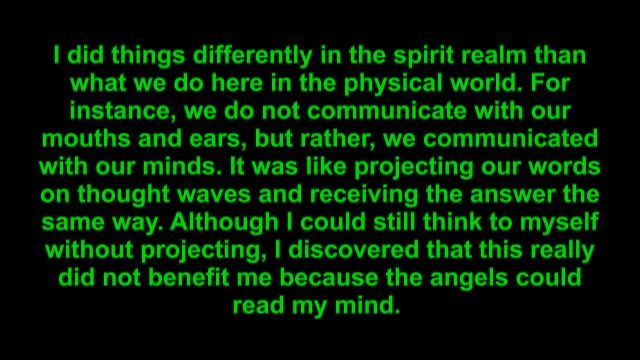 I did things differently in the spirit realm than
what we do here in the physical world. For
instance, we do not communicate with our
mouths and ears, but rather, we communicated
with our minds. It was like projecting our words
on thought waves and receiving the answer the
same way. Although I could still think to myself
without projecting, I discovered that this really
did not benefit me because the angels could
read my mind.